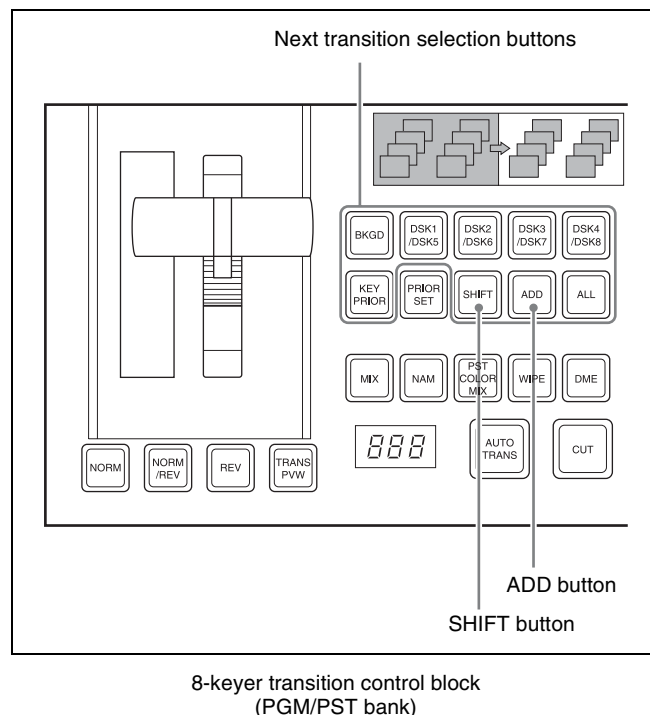 Next transition selection buttons
BKGD
DSK1
/DSK5
DSK2
/DSK6
DSK3
/DSK7
DSK4
/DSK8
KEY
PRIOR
PRIOR
SET
SHIFT
ADD
ALL
MIX
NAM
PST
COLOR
MIX
WIPE
DME
NORM
NORM
/REV
REV
TRANS
PVW
888
AUTO
TRANS
CUT
ADD button
SHIFT button
8-keyer transition control block
(PGM/PST bank)